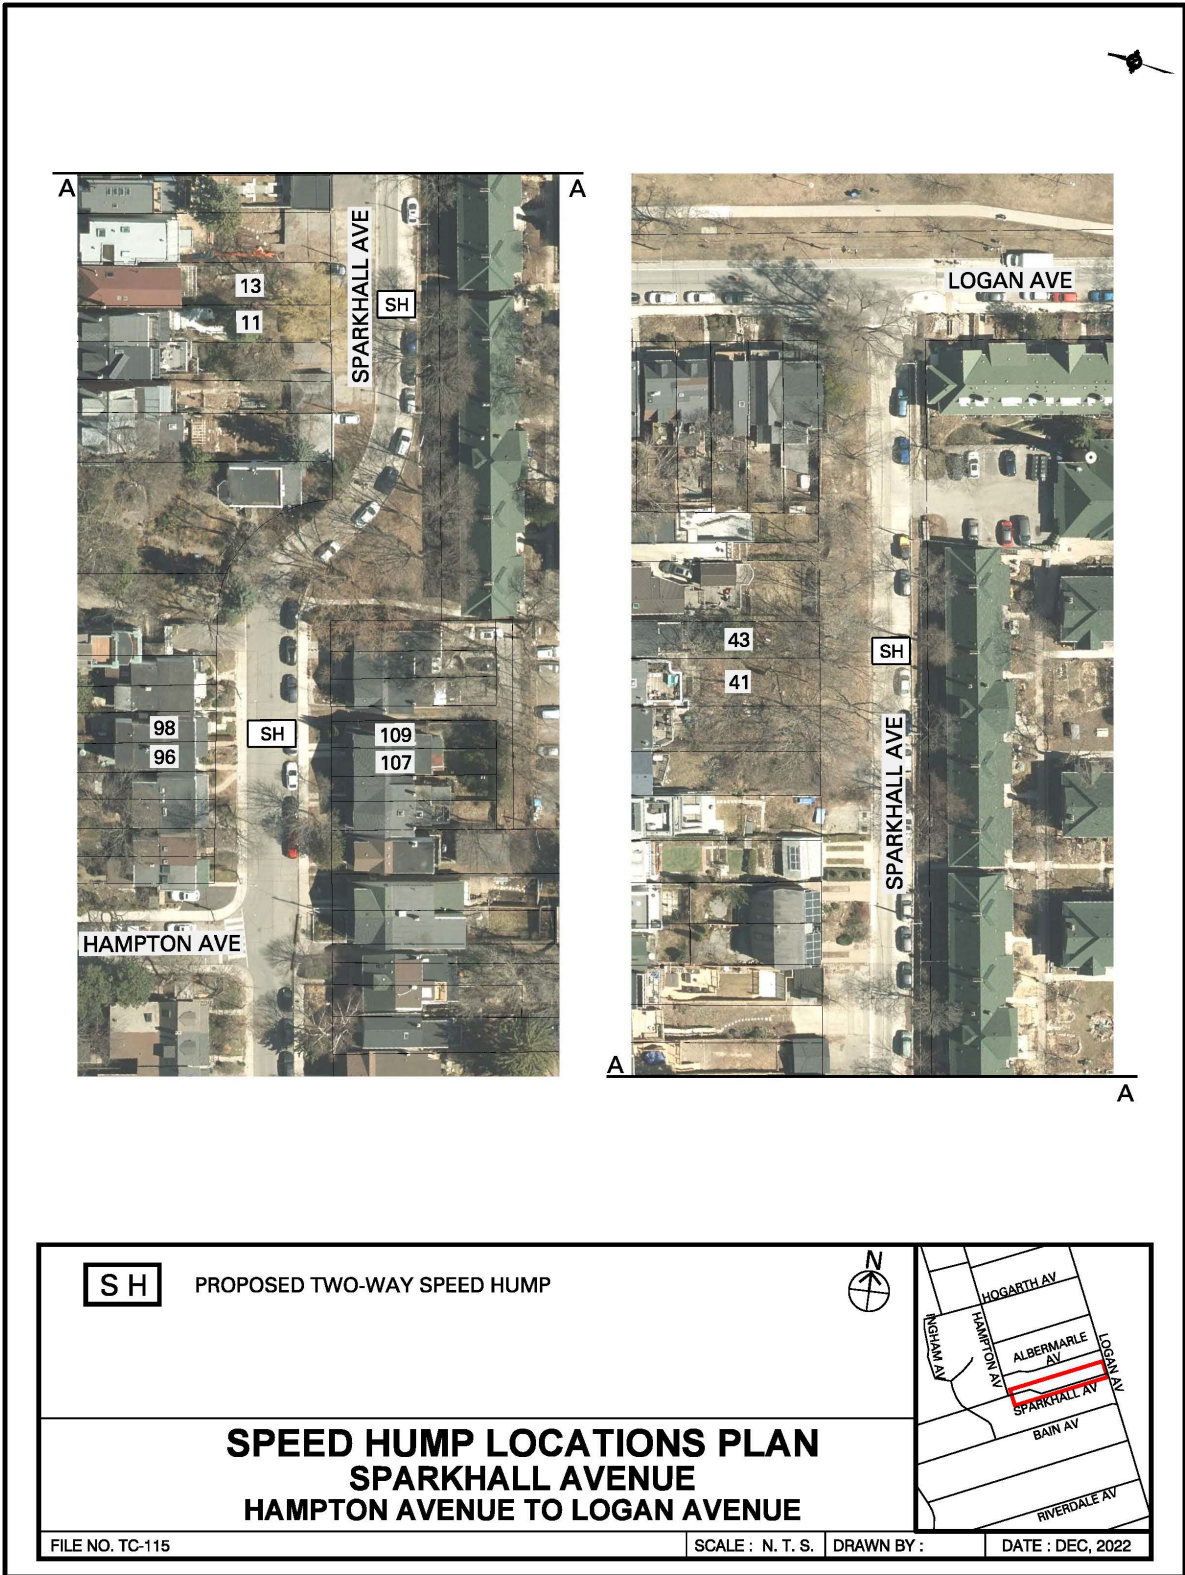 A
A
SPARKHALL AVE
13
SH
11
98
96
SH
109
107
HAMPTON AVE
LOGAN AVE
43
41
SH
SPARKHALL AVE
A
A
S H
PROPOSED TWO-WAY SPEED HUMP
N
HOGARTH AV
INGHAM AV
HAMPTON AV
ALBERMARLE
AV
LOGAN AV
SPARKHALL AV
BAIN AV
RIVERDALE AV
SPEED HUMP LOCATIONS PLAN
SPARKHALL AVENUE
HAMPTON AVENUE TO LOGAN AVENUE
FILE NO. TC-115
SCALE : N. T. S.
DRAWN BY :
DATE : DEC, 2022